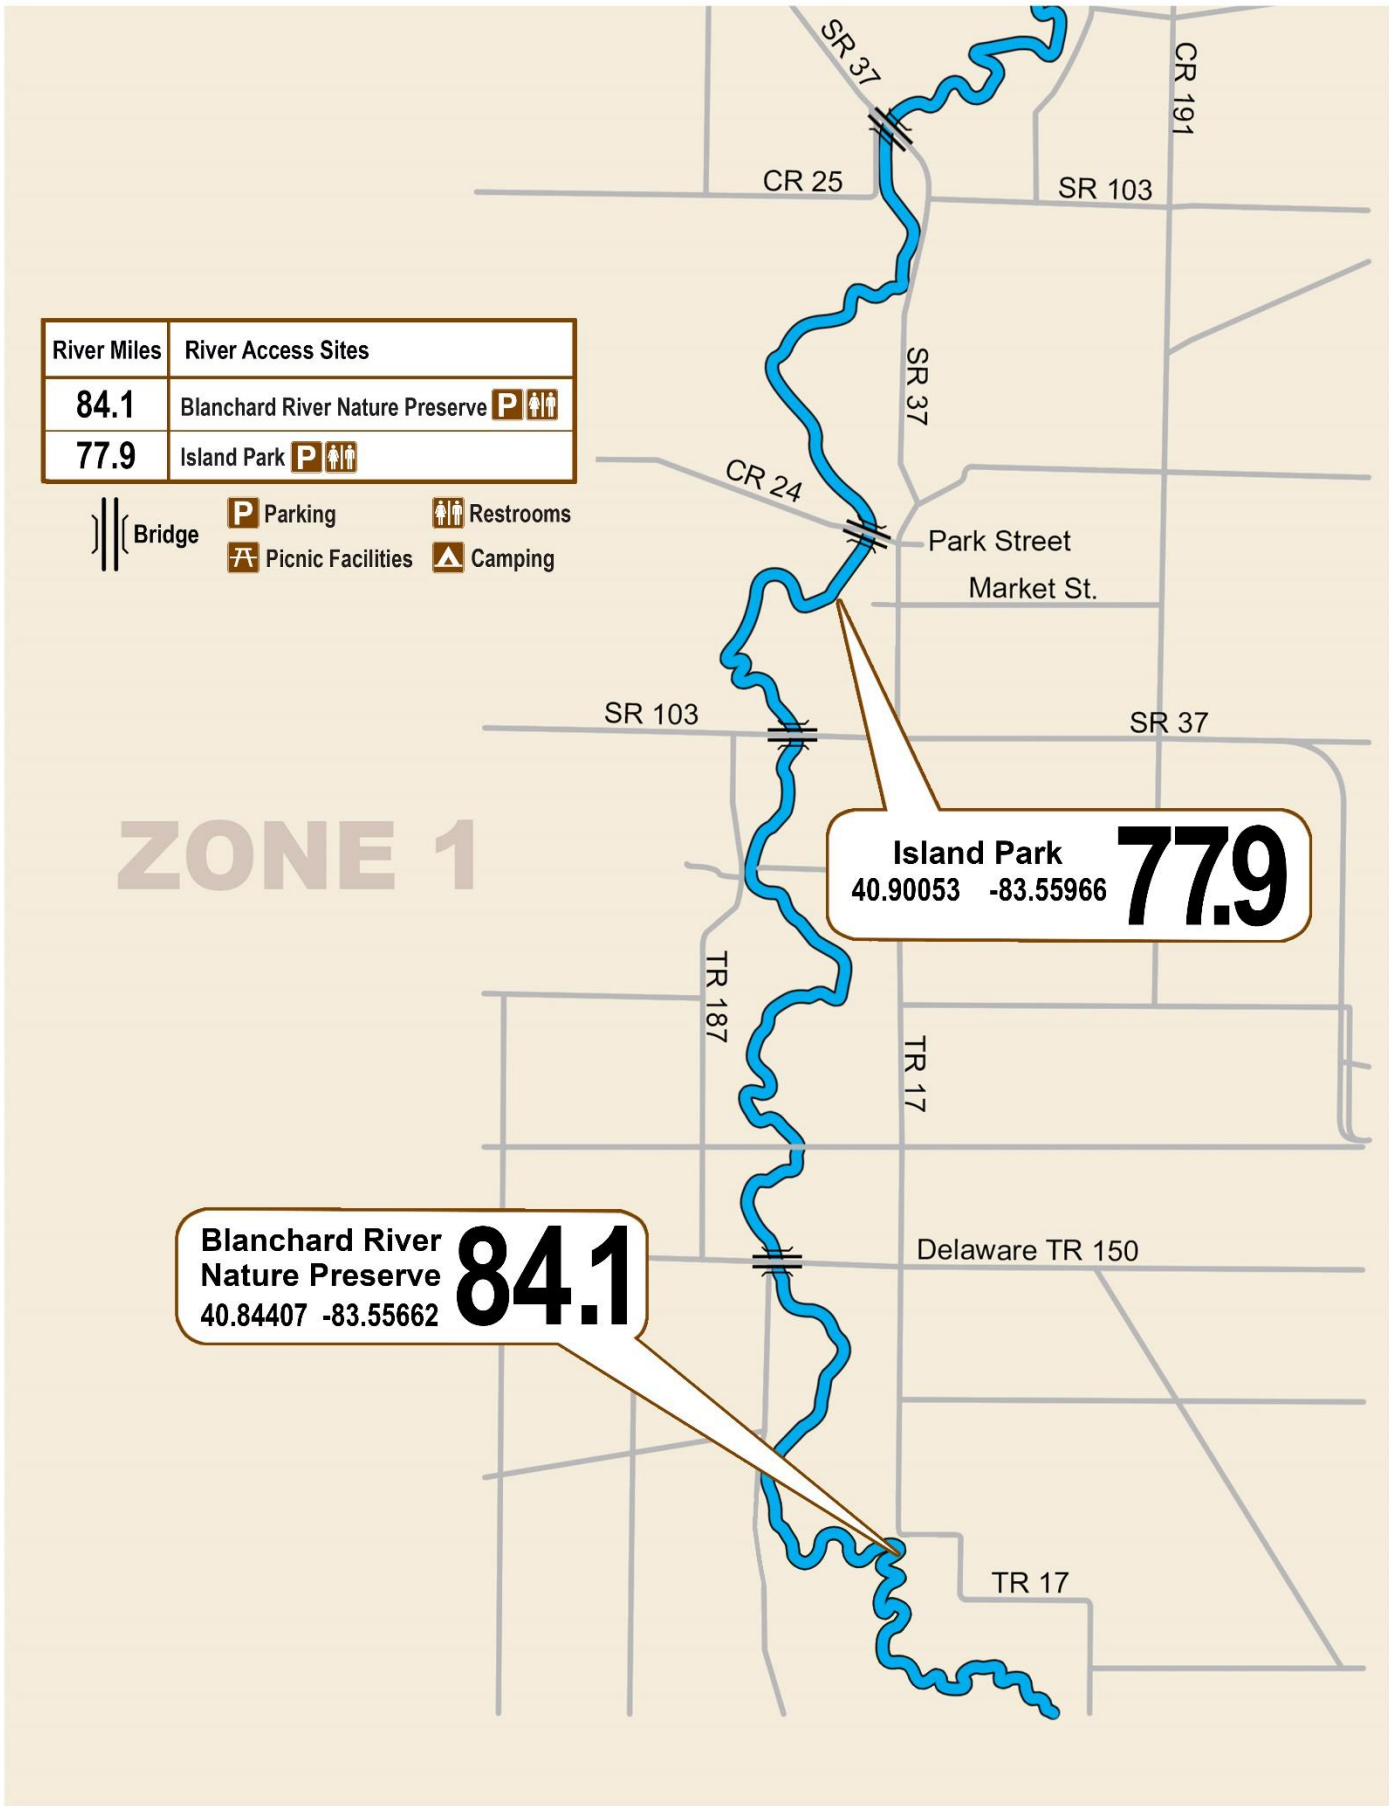 SR 37
CR 191
CR 25
SR 103
River Miles River Access Sites
84.1 Blanchard River Nature Preserve P
77.9 Island Park P
Bridge
P Parking
Restrooms
Picnic Facilities
Camping
SR 37
CR 24
Park Street
Market St.
SR 103
SR 37
ZONE 1
Island Park
40.90053 -83.55966
77.9
TR 187
TR 17
Blanchard River
Nature Preserve
40.84407 -83.55662
84.1
Delaware TR 150
TR 17